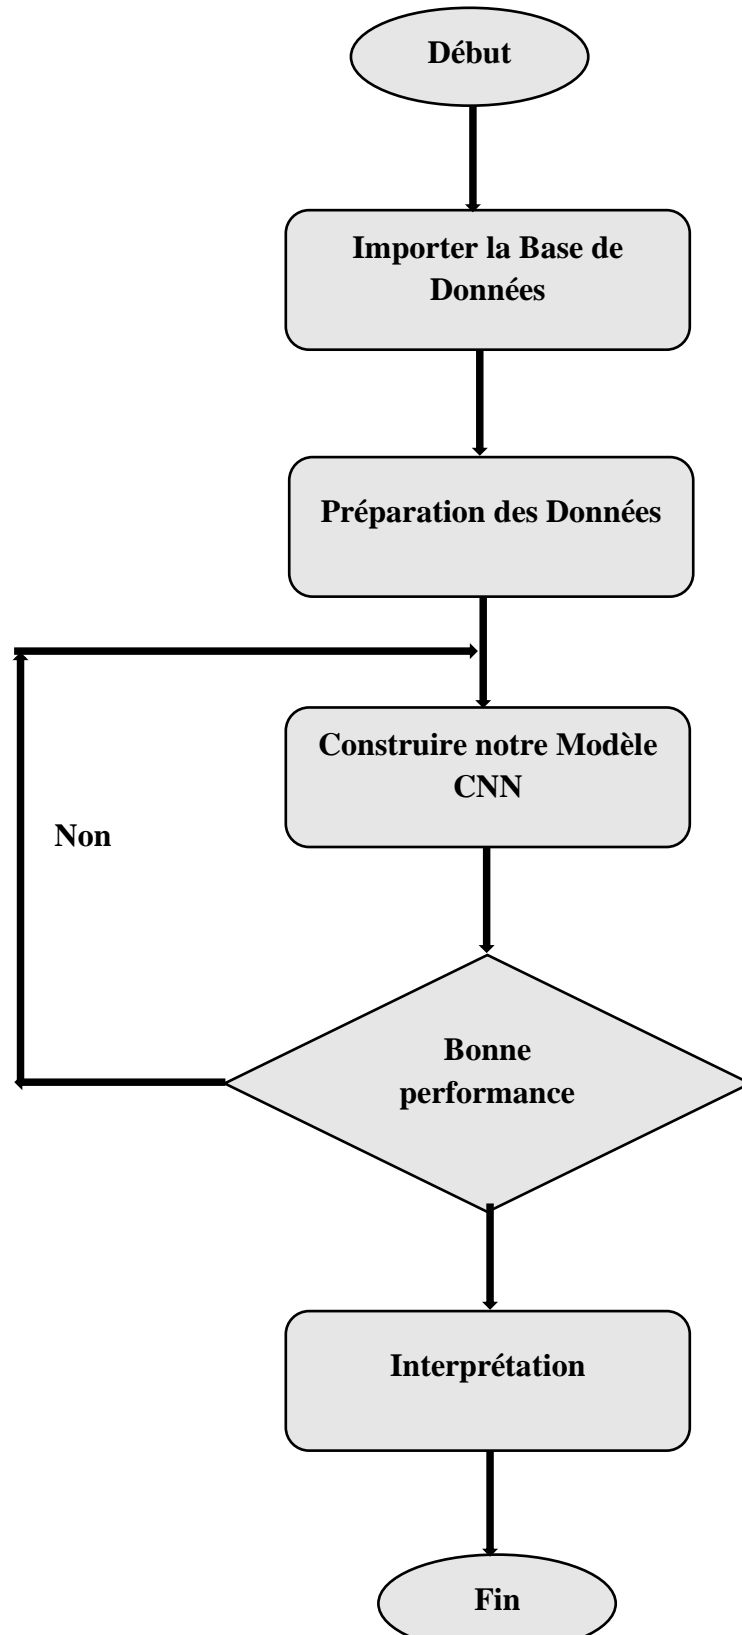 Début
Importer la Base de
Données
Préparation des Données
Construire notre Modèle
CNN
Non
Bonne
performance
Interprétation
Fin